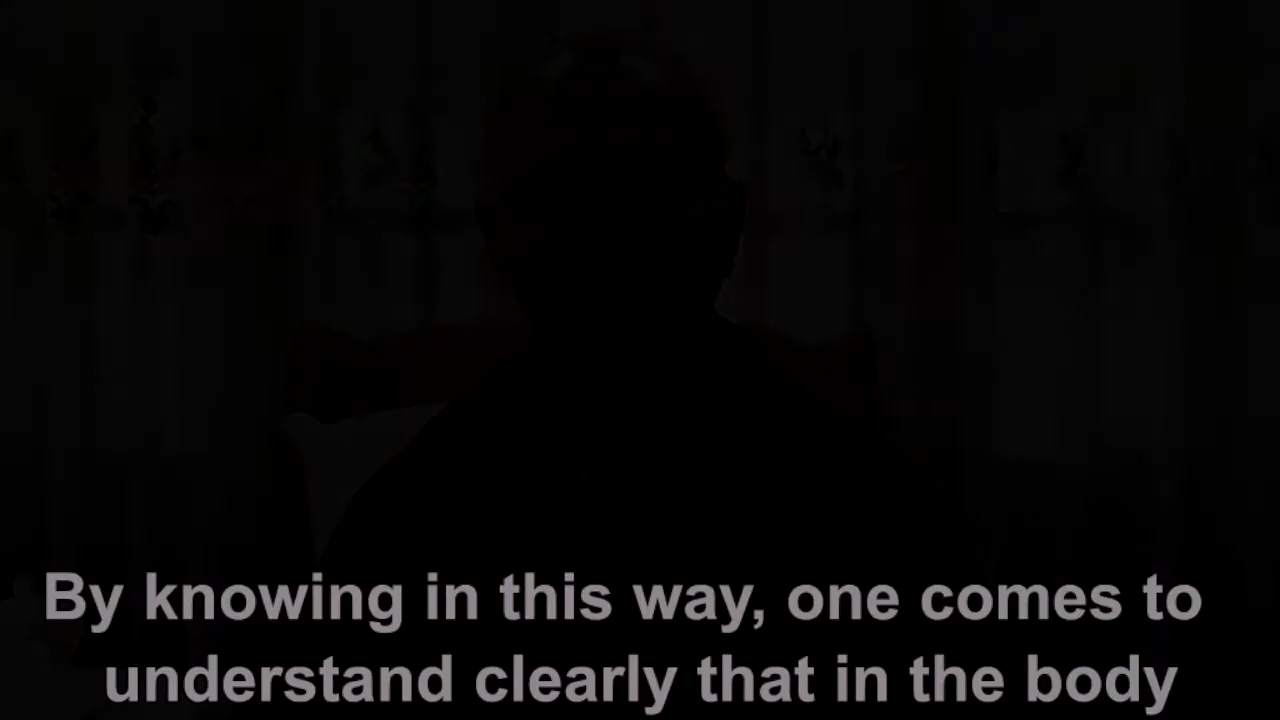 By knowing in this way, one comes to
understand clearly that in the body